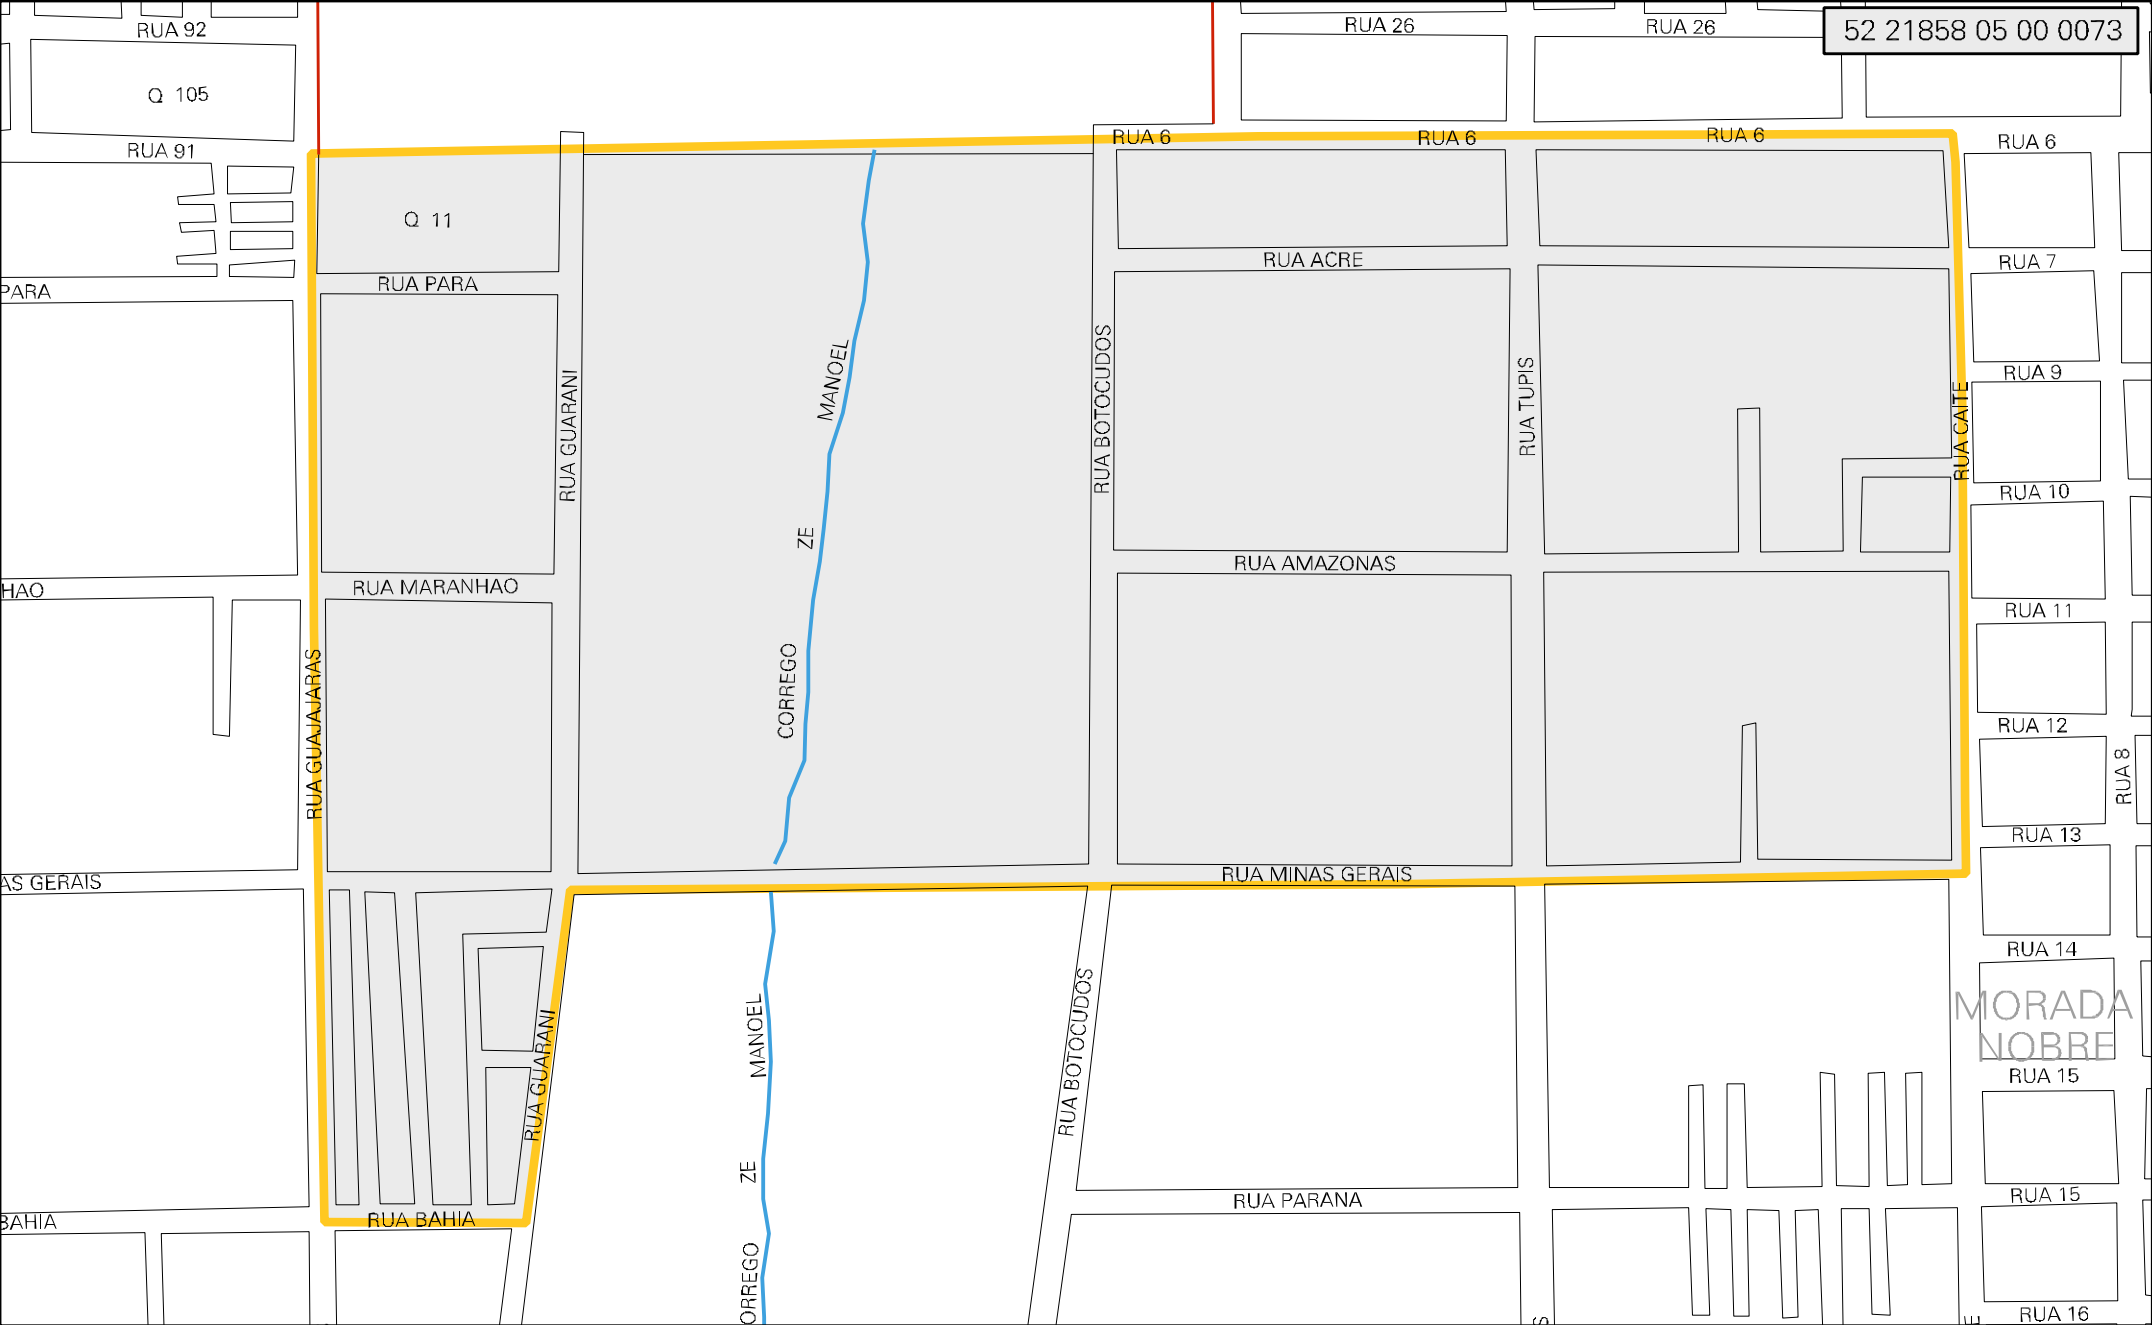 RUA 92
RUA 26
RUA 26
52 21858 05 00 0073
Q 105
RUA 91
RUA 6
RUA 6
RUA 6
RUA 6
Q 11
RUA ACRE
RUA 7
PARA
RUA PARA
RUA 9
MANOEL
RUA GUARANI
RUA BOTOCUDOS
RUA TUPIS
RUA CAITE
RUA 10
ZE
RUA AMAZONAS
HAO
RUA MARANHAO
RUA 11
CORREGO
RUA GUAJAJARAS
RUA 12
RUA 8
RUA 13
AS GERAIS
RUA MINAS GERAIS
RUA 14
MORADA
NOBRE
MANOEL
RUA GUARANI
RUA BOTOCUDOS
RUA 15
ZE
RUA PARANA
RUA 15
BAHIA
RUA BAHIA
ORREGO
RUA 16
S
E